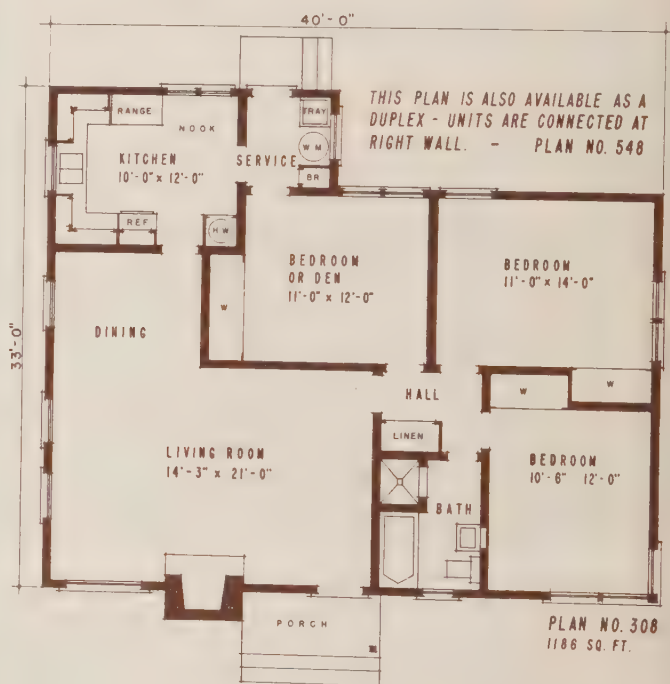 40'-0"
THIS PLAN IS ALSO AVAILABLE AS A
DUPLEX - UNITS ARE CONNECTED AT
RIGHT WALL. - PLAN NO. 548
RANGE
NOOK
TRAY
KITCHEN
10'-0" x 12'-0"
SERVICE
W M
BR
REF
H.W
BEDROOM
OR DEN
11'-0" x 12'-0"
BEDROOM
11'-0" x 14'-0"
33'-0"
DINING
W
HALL
W
W
LINEN
LIVING ROOM
14'-3" x 21'-0"
BEDROOM
10'-6" 12'-0"
BATH
PORCH
PLAN NO. 308
1186 SQ. FT.